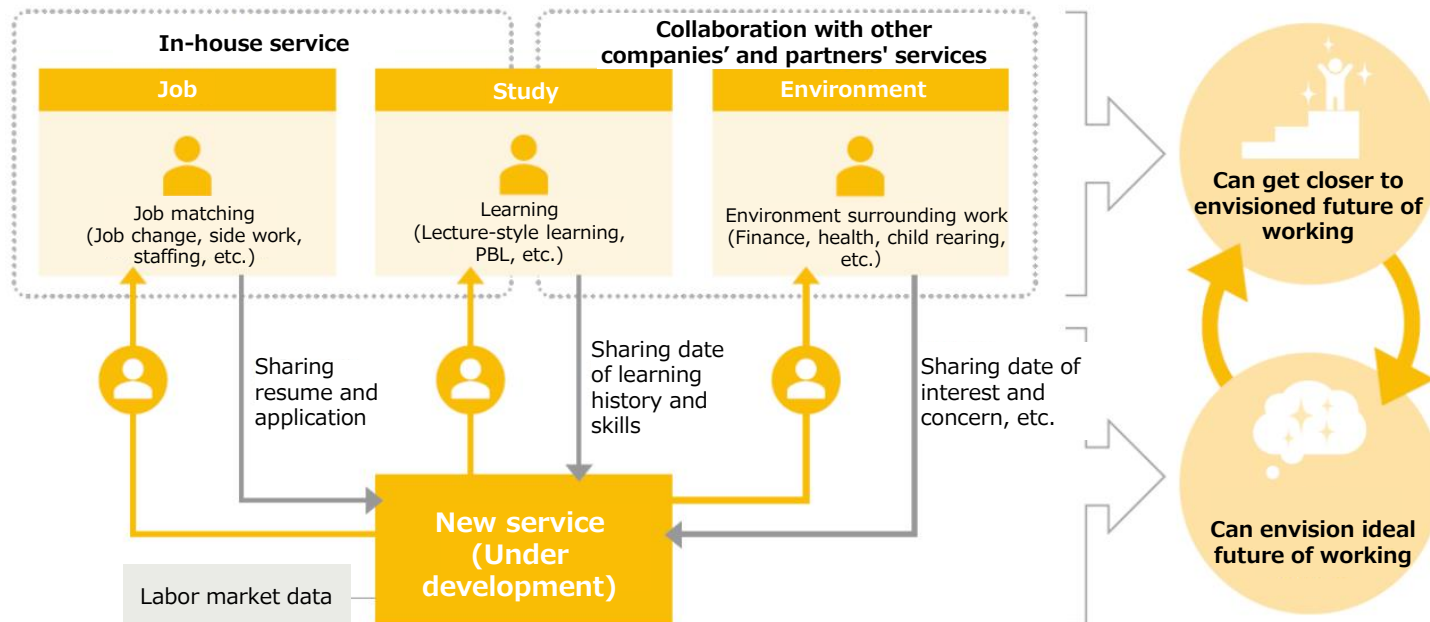 In-house service
Collaboration with other
companies’ and partners' services
Job
Study
Environment
Job matching
(Job change, side work,
staffing, etc.)
Learning
(Lecture-style learning,
PBL, etc.)
Environment surrounding work
(Finance, health, child rearing,
etc.)
Can get closer to
envisioned future of
working
Sharing
resume and
application
Sharing date
of learning
history and
skills
Sharing date of
interest and
concern, etc.
New service
(Under
development)
Labor market data
Can envision ideal
future of working